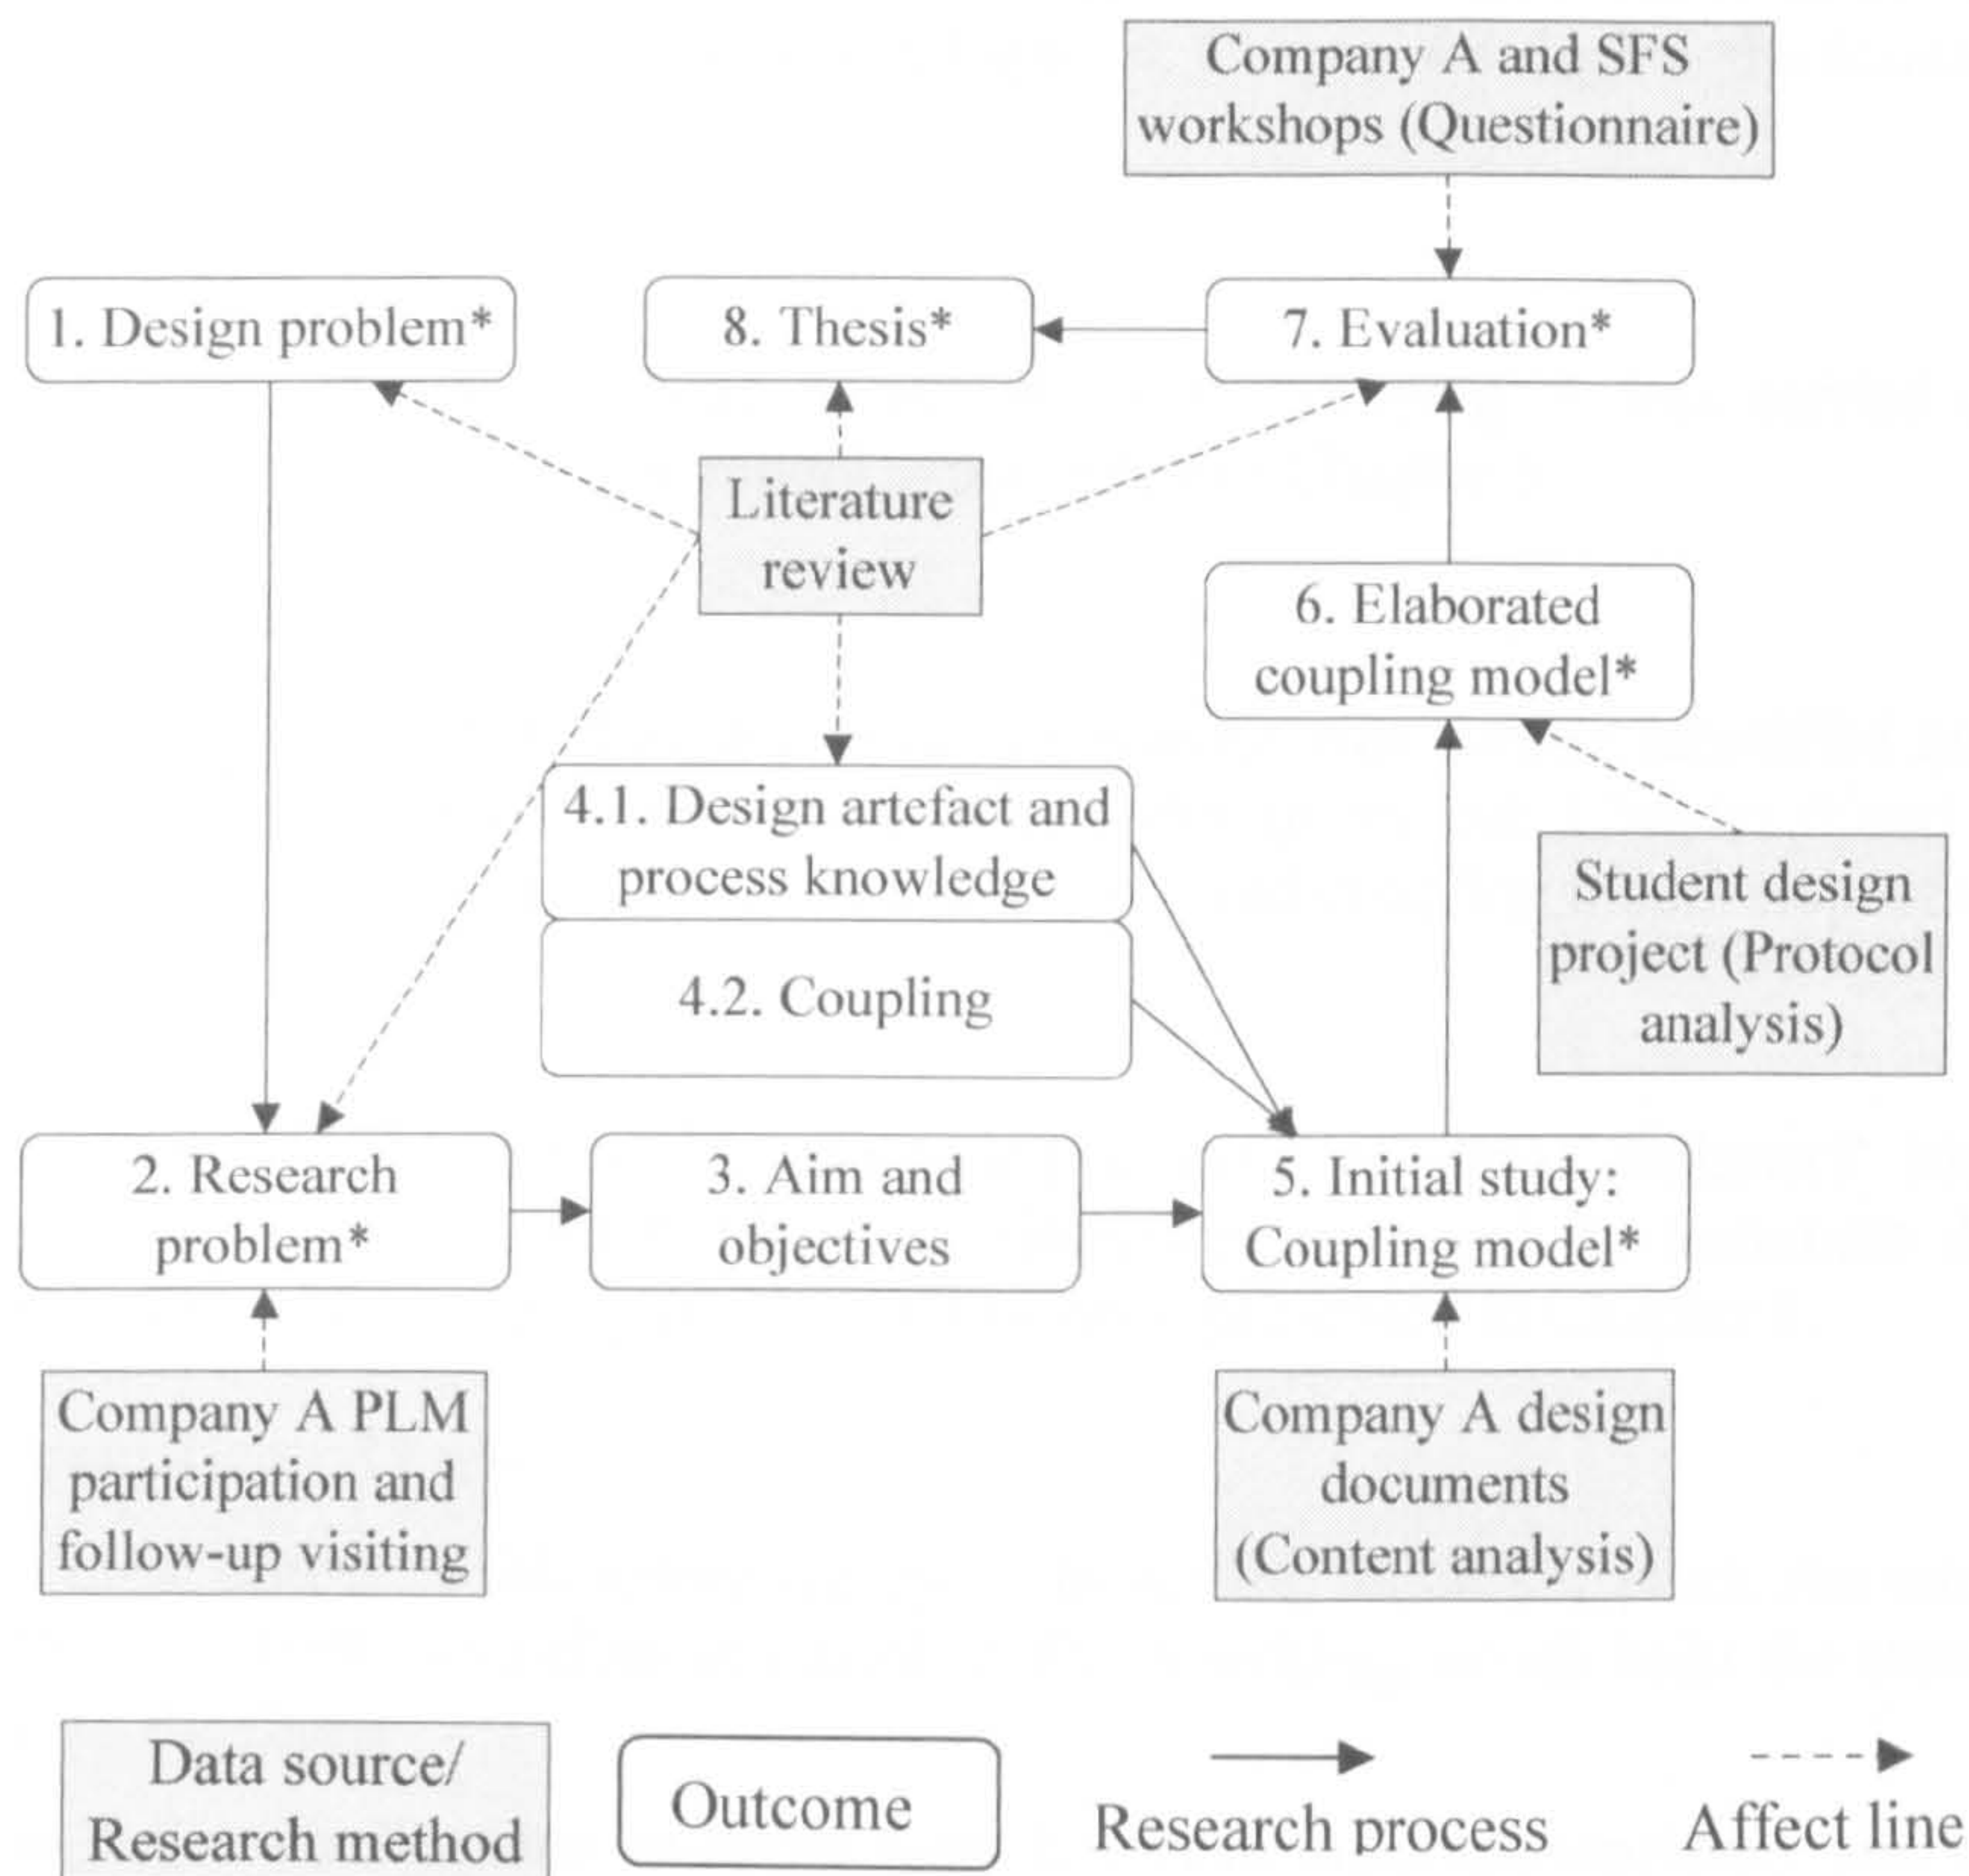 Company A and SFS
workshops (Questionnaire)
1. Design problem*
8. Thesis*
7. Evaluation*
Literature
review
6. Elaborated
coupling model*
4.1. Design artefact and
process knowledge
4.2. Coupling
Student design
project (Protocol
analysis)
2. Research
problem*
3. Aim and
objectives
5. Initial study:
Coupling model*
Company A PLM
participation and
follow-up visiting
Company A design
documents
(Content analysis)
Data source/
Research method
Outcome
Research process
Affect line